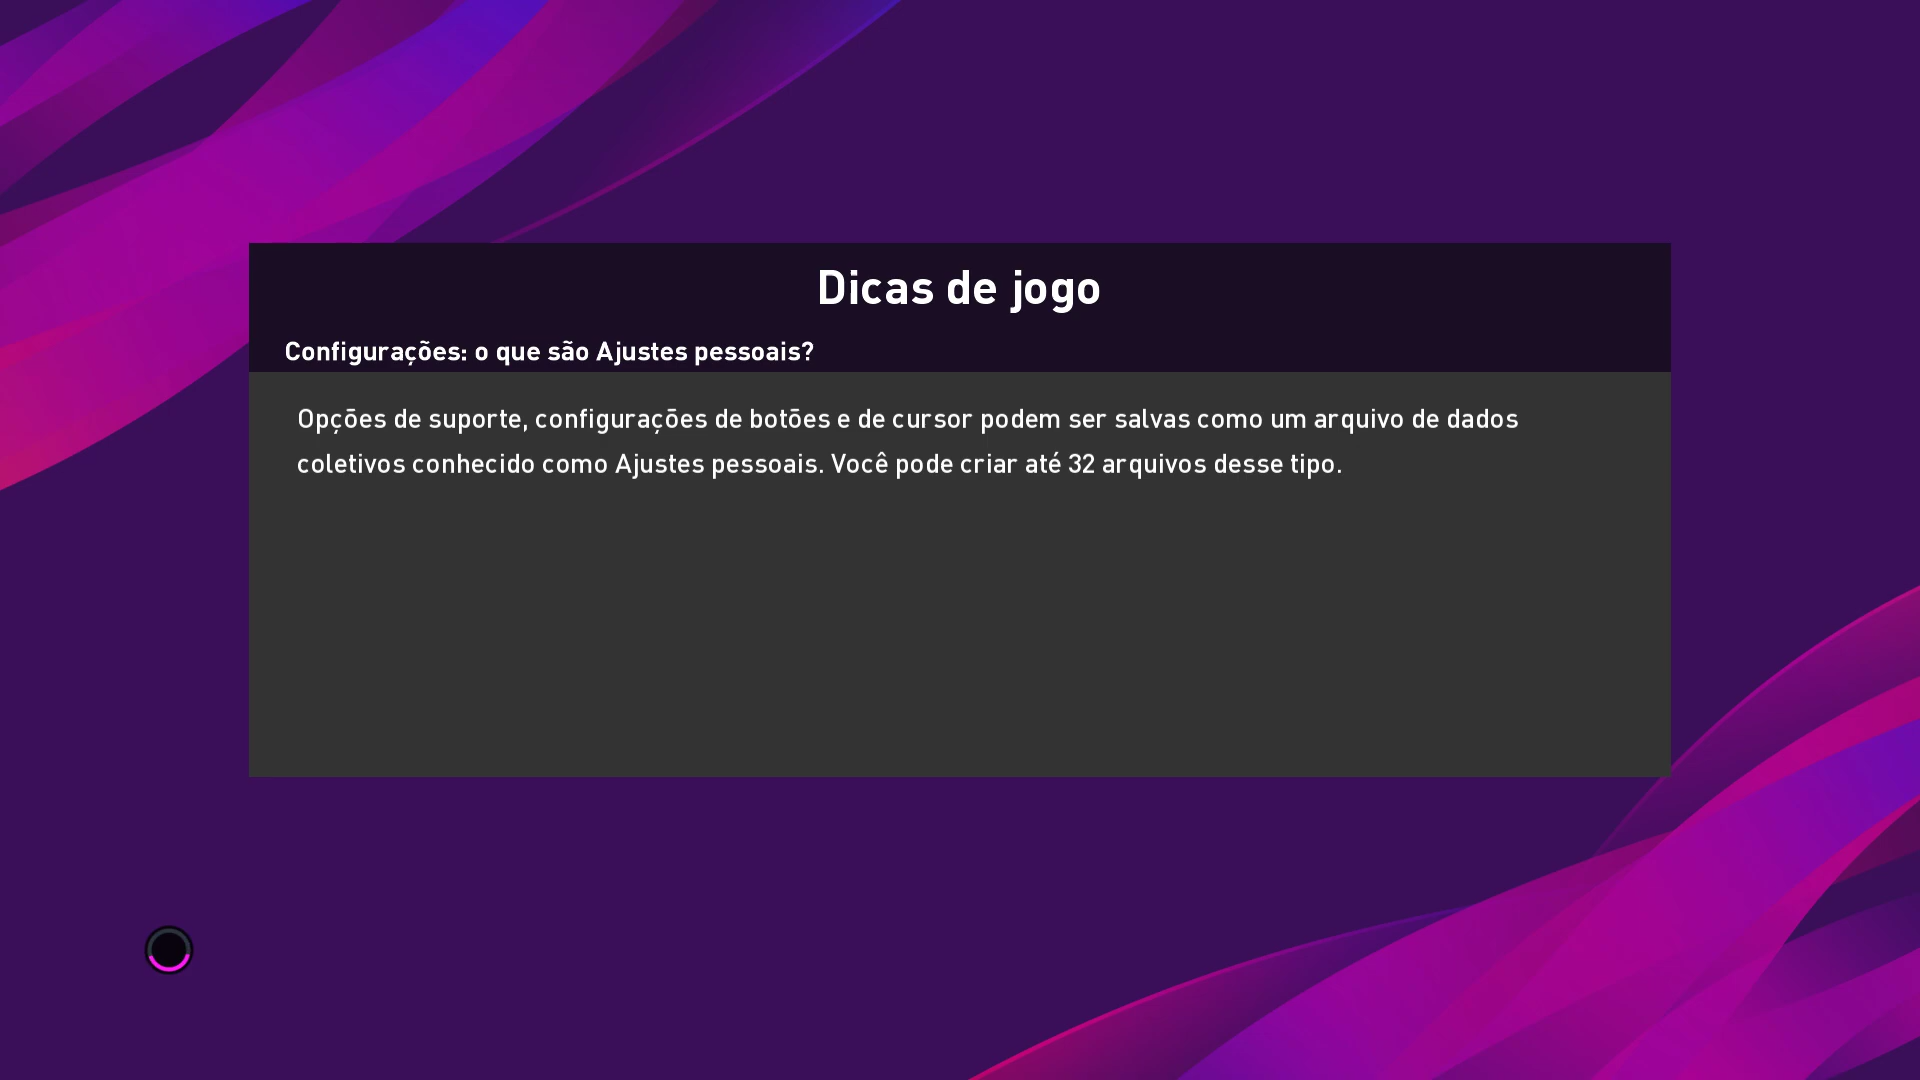 Dicas de jogo
Configurações: o que são Ajustes pessoais?
Opções de suporte, configurações de botões e de cursor podem ser salvas como um arquivo de dados
coletivos conhecido como Ajustes pessoais. Você pode criar até 32 arquivos desse tipo.